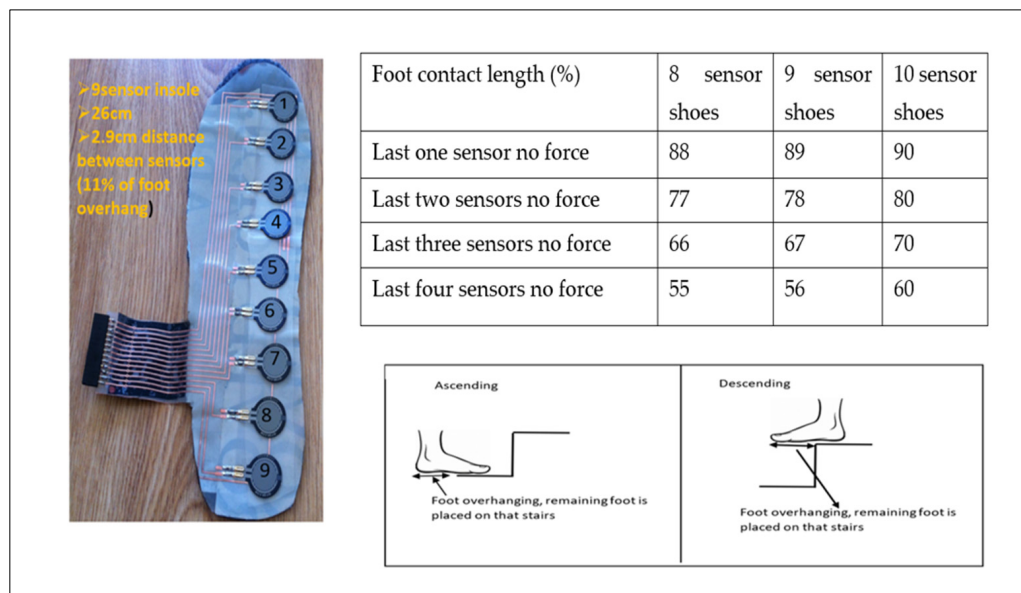 ➢9sensor insole
➢26cm
➢2.9cm distance
between sensors
(11% of foot
overhang)
1
2
3
4
5
6
7
8
9
Foot contact length (%) 8 sensor shoes 9 sensor shoes 10 sensor shoes
Last one sensor no force 88 89 90
Last two sensors no force 77 78 80
Last three sensors no force 66 67 70
Last four sensors no force 55 56 60
Ascending
Foot overhanging, remaining foot is
placed on that stairs
Descending
Foot overhanging, remaining foot is
placed on that stairs